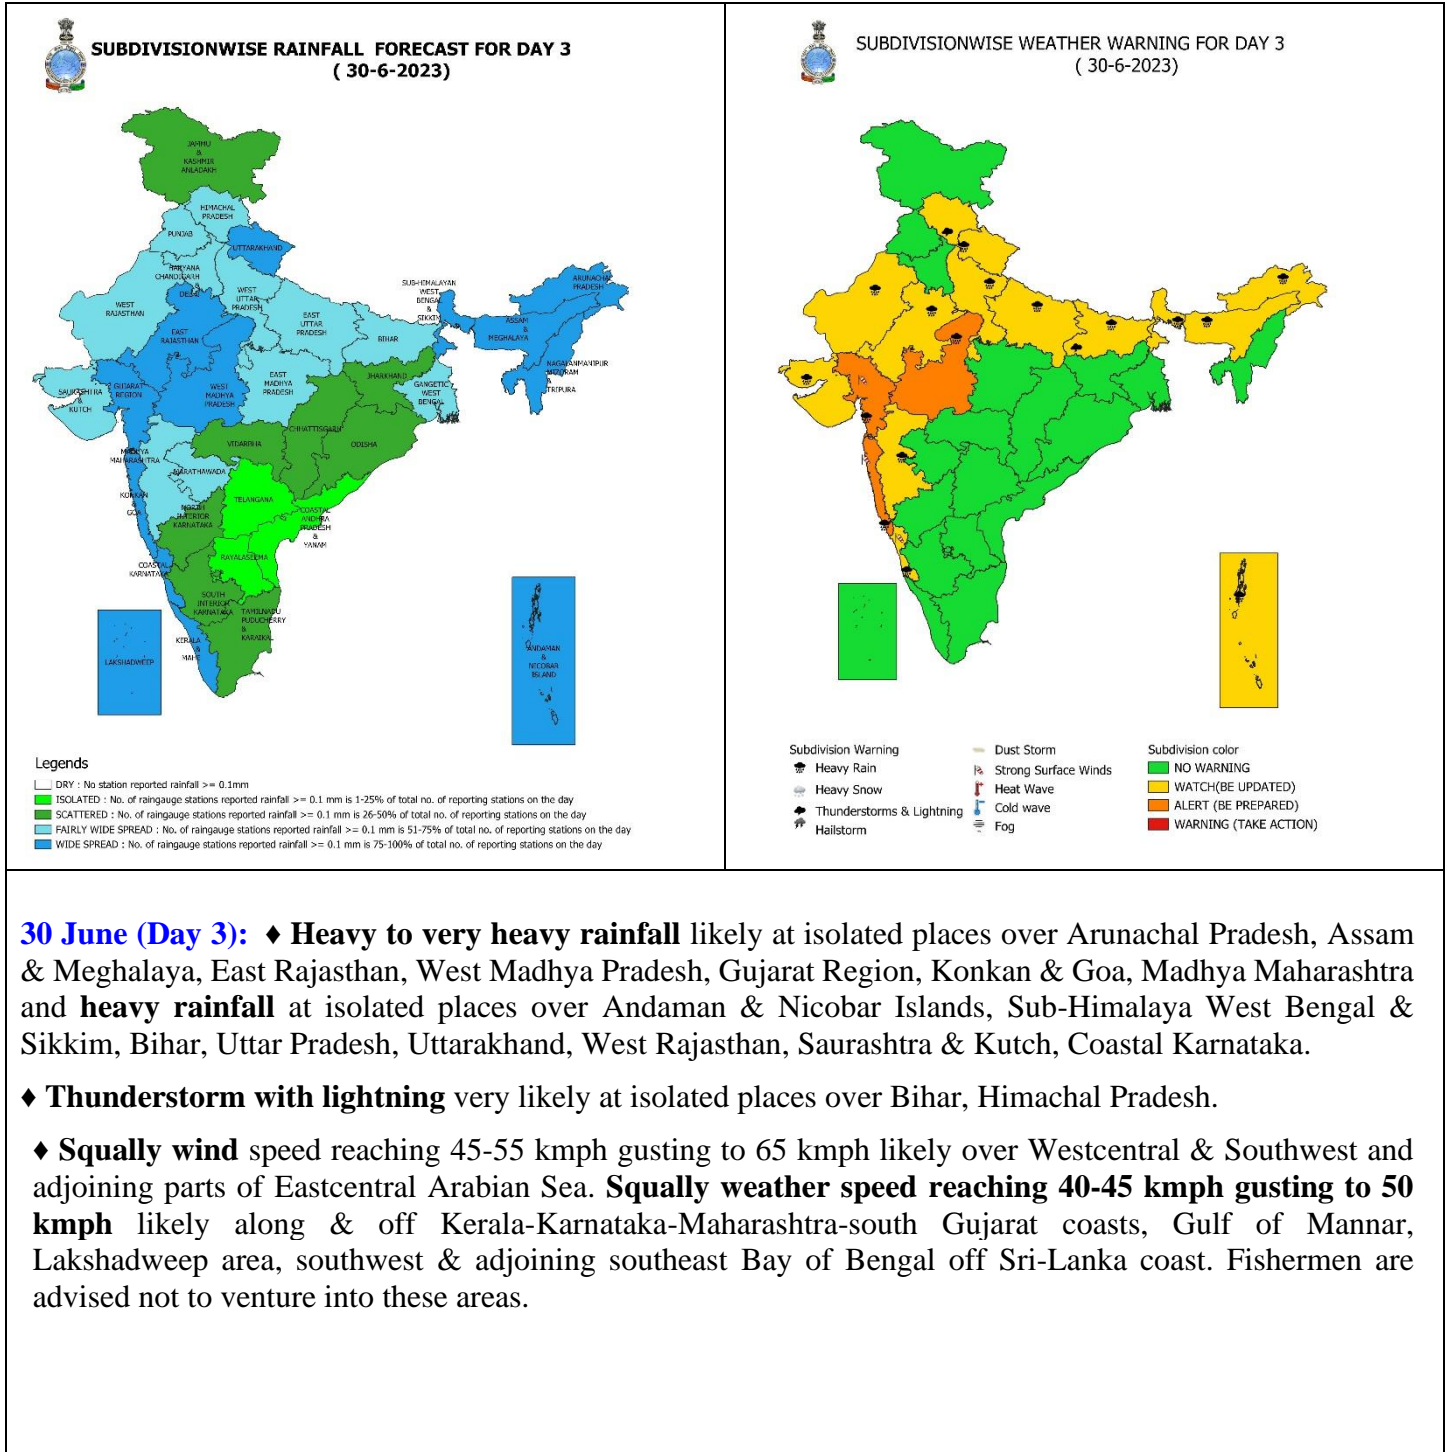 SUBDIVISIONWISE RAINFALL FORECAST FOR DAY 3
( 30-6-2023)
JAMMU
&
KASHMIR
ANLADAKH
HIMACHAL
PRADESH
PUNJAB
UTTARAKHAND
HARYANA
CHANDIGARH
&
DELHI
WEST
UTTAR
PRADESH
WEST
RAJASTHAN
EAST
UTTAR
PRADESH
SUB-HIMALAYAN
WEST
BENGAL
&
SIKKIM
ARUNACHAL
PRADESH
ASSAM
&
MEGHALAYA
EAST
RAJASTHAN
BIHAR
NAGALANMANIPUR
MIZORAM
&
TRIPURA
GUJARAT
REGION
WEST
MADHYA
PRADESH
EAST
MADHYA
PRADESH
JHARKHAND
GANGETIC
WEST
BENGAL
SAURASHTRA
&
KUTCH
CHHATTISGARH
ODISHA
VIDARBHA
MADHYA
MAHARASHTRA
MARATHAWADA
KONKAN
&
GOA
TELANGANA
NORTH
INTERIOR
KARNATAKA
COASTAL
ANDHRA
PRADESH
&
YANAM
RAYALASEEMA
COASTAL
KARNATAKA
SOUTH
INTERIOR
KARNATAKA
TAMILNADU
PUDUCHERRY
&
KARAIKAL
KERALA
&
MAHE
LAKSHADWEEP
ANDAMAN
&
NICOBAR
ISLAND
Legends
DRY : No station reported rainfall >= 0.1mm
ISOLATED : No. of raingauge stations reported rainfall >= 0.1 mm is 1-25% of total no. of reporting stations on the day
SCATTERED : No. of raingauge stations reported rainfall >= 0.1 mm is 26-50% of total no. of reporting stations on the day
FAIRLY WIDE SPREAD : No. of raingauge stations reported rainfall >= 0.1 mm is 51-75% of total no. of reporting stations on the day
WIDE SPREAD : No. of raingauge stations reported rainfall >= 0.1 mm is 75-100% of total no. of reporting stations on the day
SUBDIVISIONWISE WEATHER WARNING FOR DAY 3
( 30-6-2023)
Subdivision Warning
Heavy Rain
Heavy Snow
Thunderstorms & Lightning
Hailstorm
Dust Storm
Strong Surface Winds
Heat Wave
Cold wave
Fog
Subdivision color
NO WARNING
WATCH(BE UPDATED)
ALERT (BE PREPARED)
WARNING (TAKE ACTION)
30 June (Day 3): ♦ Heavy to very heavy rainfall likely at isolated places over Arunachal Pradesh, Assam
& Meghalaya, East Rajasthan, West Madhya Pradesh, Gujarat Region, Konkan & Goa, Madhya Maharashtra
and heavy rainfall at isolated places over Andaman & Nicobar Islands, Sub-Himalaya West Bengal &
Sikkim, Bihar, Uttar Pradesh, Uttarakhand, West Rajasthan, Saurashtra & Kutch, Coastal Karnataka.
♦ Thunderstorm with lightning very likely at isolated places over Bihar, Himachal Pradesh.
♦ Squally wind speed reaching 45-55 kmph gusting to 65 kmph likely over Westcentral & Southwest and
adjoining parts of Eastcentral Arabian Sea. Squally weather speed reaching 40-45 kmph gusting to 50
kmph likely along & off Kerala-Karnataka-Maharashtra-south Gujarat coasts, Gulf of Mannar,
Lakshadweep area, southwest & adjoining southeast Bay of Bengal off Sri-Lanka coast. Fishermen are
advised not to venture into these areas.